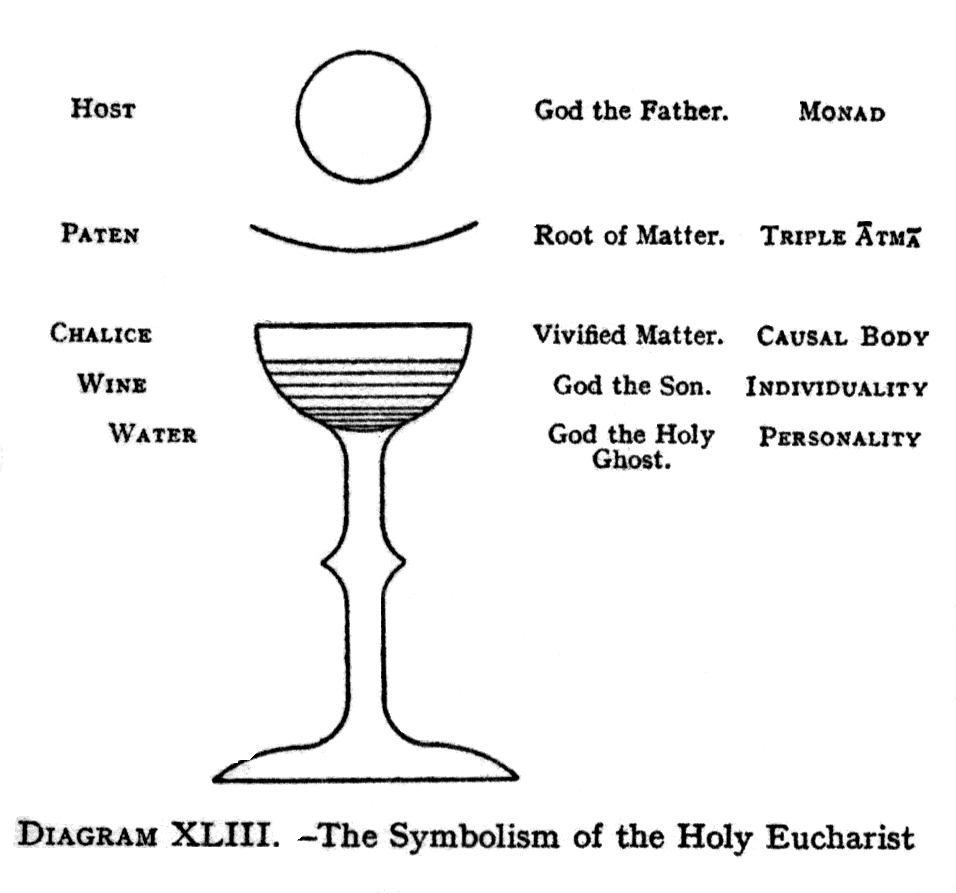 HOST God the Father. MONAD
PATEN Root of Matter. TRIPLE ĀTMĀ
CHALICE Vivified Matter. CAUSAL BODY
WINE God the Son. INDIVIDUALITY
WATER God the Holy PERSONALITY
Ghost.
DIAGRAM XLIII. –The Symbolism of the Holy Eucharist